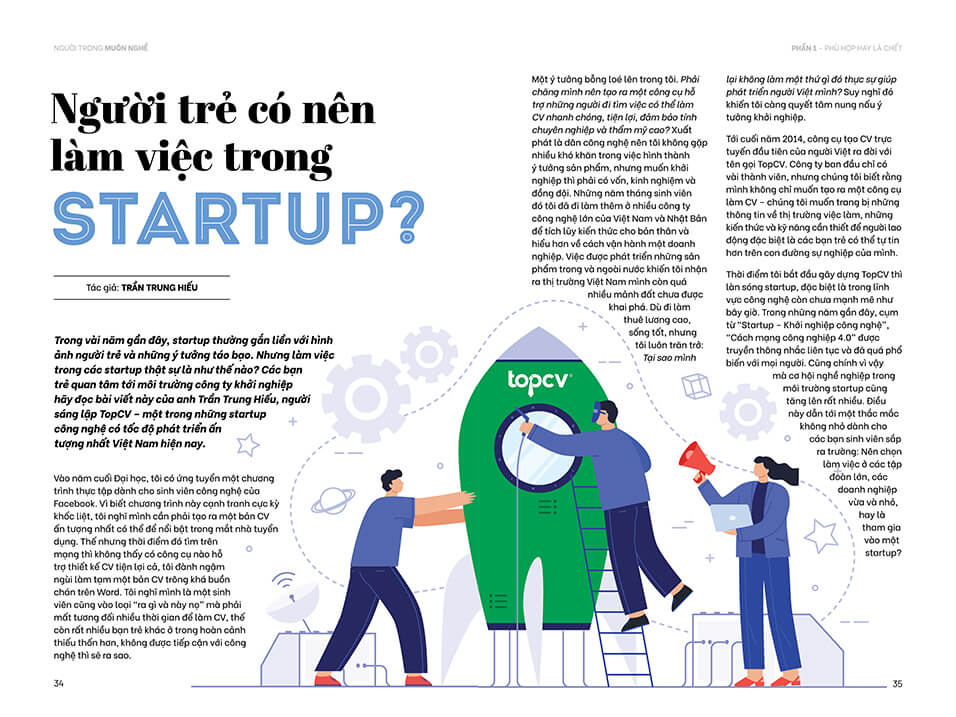 NGƯỜI TRONG MUÔN NGHỀ
PHẦN 1 – PHÙ HỢP HAY LÀ CHẾT
Người trẻ có nên
làm việc trong
STARTUP?
Tác giả: TRẦN TRUNG HIẾU
Trong vài năm gần đây, startup thường gắn liền với hình
ảnh người trẻ và những ý tưởng táo bạo. Nhưng làm việc
trong các startup thật sự là như thế nào? Các bạn
trẻ quan tâm tới môi trường công ty khởi nghiệp
hãy đọc bài viết này của anh Trần Trung Hiếu, người
sáng lập TopCV – một trong những startup
công nghệ có tốc độ phát triển ấn
tượng nhất Việt Nam hiện nay.
Vào năm cuối Đại học, tôi có ứng tuyển một chương
trình thực tập dành cho sinh viên công nghệ của
Facebook. Vì biết chương trình này cạnh tranh cực kỳ
khốc liệt, tôi nghĩ mình cần phải tạo ra một bản CV
ấn tượng nhất có thể để nổi bật trong mắt nhà tuyển
dụng. Thế nhưng thời điểm đó tìm trên
mạng thì không thấy có công cụ nào hỗ
trợ thiết kế CV tiện lợi cả, tôi đành ngậm
ngùi làm tạm một bản CV trông khá buồn
chán trên Word. Tôi nghĩ mình là một sinh
viên cũng vào loại “ra gì và này nọ” mà phải
mất tương đối nhiều thời gian để làm CV, thế
còn rất nhiều bạn trẻ khác ở trong hoàn cảnh
thiếu thốn hơn, không được tiếp cận với công
nghệ thì sẽ ra sao.
34
Một ý tưởng bỗng loé lên trong tôi. Phải
chăng mình nên tạo ra một công cụ hỗ
trợ những người đi tìm việc có thể làm
CV nhanh chóng, tiện lợi, đảm bảo tính
chuyên nghiệp và thẩm mỹ cao? Xuất
phát là dân công nghệ nên tôi không gặp
nhiều khó khăn trong việc hình thành
ý tưởng sản phẩm, nhưng muốn khởi
nghiệp thì phải có vốn, kinh nghiệm và
đồng đội. Những năm tháng sinh viên
đó tôi đã đi làm thêm ở nhiều công ty
công nghệ lớn của Việt Nam và Nhật Bản
để tích lũy kiến thức cho bản thân và
hiểu hơn về cách vận hành một doanh
nghiệp. Việc được phát triển những sản
phẩm trong và ngoài nước khiến tôi nhận
ra thị trường Việt Nam mình còn quá
nhiều mảnh đất chưa được
khai phá. Dù đi làm
thuê lương cao,
sống tốt, nhưng
tôi luôn trăn trở:
Tại sao mình
topcv
lại không làm một thứ gì đó thực sự giúp
phát triển người Việt mình? Suy nghĩ đó
khiến tôi càng quyết tâm nung nấu ý
tưởng khởi nghiệp.
Tới cuối năm 2014, công cụ tạo CV trực
tuyến đầu tiên của người Việt ra đời với
tên gọi TopCV. Công ty ban đầu chỉ có
vài thành viên, nhưng chúng tôi biết rằng
mình không chỉ muốn tạo ra một công cụ
làm CV – chúng tôi muốn trang bị những
thông tin về thị trường việc làm, những
kiến thức và kỹ năng cần thiết để người lao
động đặc biệt là các bạn trẻ có thể tự tin
hơn trên con đường sự nghiệp của mình.
Thời điểm tôi bắt đầu gây dựng TopCV thì
làn sóng startup, đặc biệt là trong lĩnh
vực công nghệ còn chưa mạnh mẽ như
bây giờ. Trong những năm gần đây, cụm
từ “Startup – Khởi nghiệp công nghệ”,
“Cách mạng công nghiệp 4.0” được
truyền thông nhắc liên tục và đã quá phổ
biến với mọi người. Cũng chính vì vậy
mà cơ hội nghề nghiệp trong
môi trường startup cũng
tăng lên rất nhiều. Điều
này dẫn tới một thắc mắc
không nhỏ dành cho
các bạn sinh viên sắp
ra trường: Nên chọn
làm việc ở các tập
đoàn lớn, các
doanh nghiệp
vừa và nhỏ,
hay là
tham gia
vào một
startup?
35